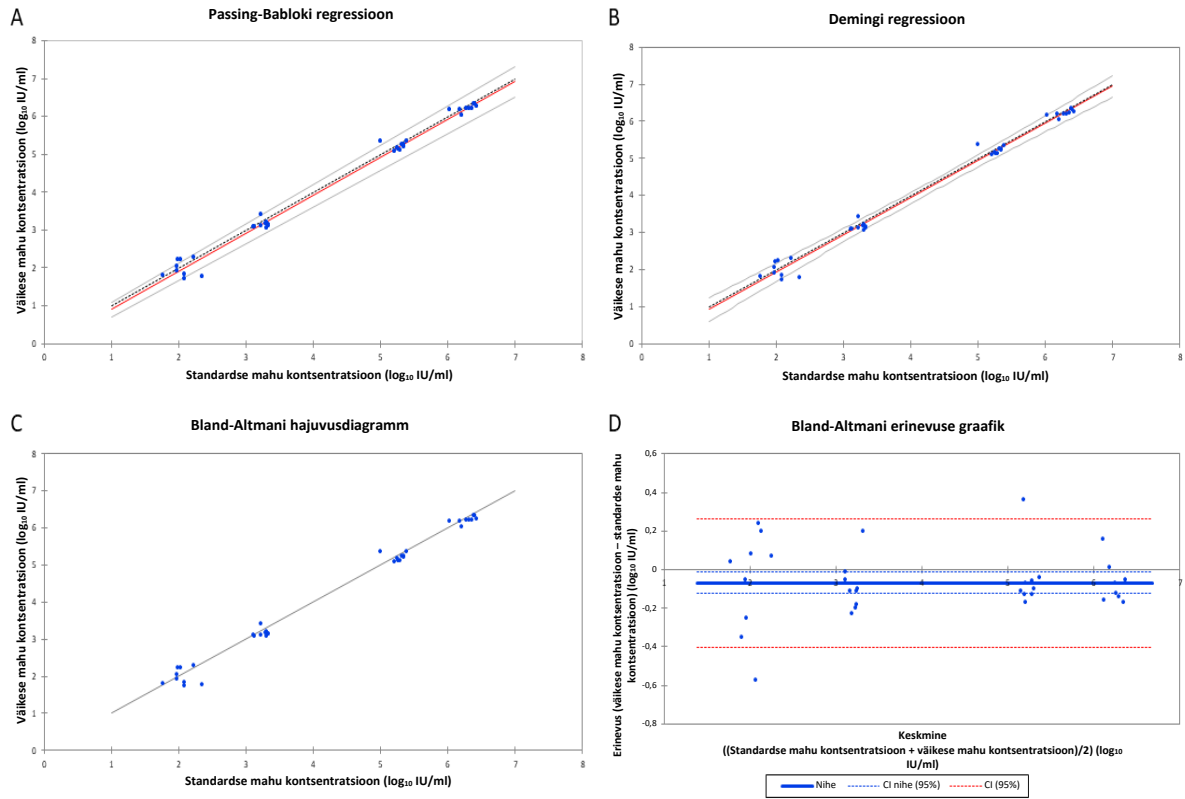 A
Passing-Babloki regressioon
Väikese mahu kontsentratsioon (log₁₀ IU/ml)
8
7
6
5
4
3
2
1
0
0 1 2 3 4 5 6 7 8
Standardse mahu kontsentratsioon (log₁₀ IU/ml)
B
Demingi regressioon
Väikese mahu kontsentratsioon (log₁₀ IU/ml)
8
7
6
5
4
3
2
1
0
0 1 2 3 4 5 6 7 8
Standardse mahu kontsentratsioon (log₁₀ IU/ml)
C
Bland-Altmani hajuvusdiagramm
Väikese mahu kontsentratsioon (log₁₀ IU/ml)
8
7
6
5
4
3
2
1
0
0 1 2 3 4 5 6 7 8
Standardse mahu kontsentratsioon (log₁₀ IU/ml)
D
Bland-Altmani erinevuse graafik
Erinevus (väikese mahu kontsentratsioon – standardse mahu
kontsentratsioon) (log₁₀ IU/ml)
0,6
0,4
0,2
0
-0,2
-0,4
-0,6
-0,8
1 2 3 4 5 6 7
Keskmine
((Standardse mahu kontsentratsioon + väikese mahu kontsentratsioon)/2) (log₁₀
IU/ml)
Nihe CI nihe (95%) CI (95%)